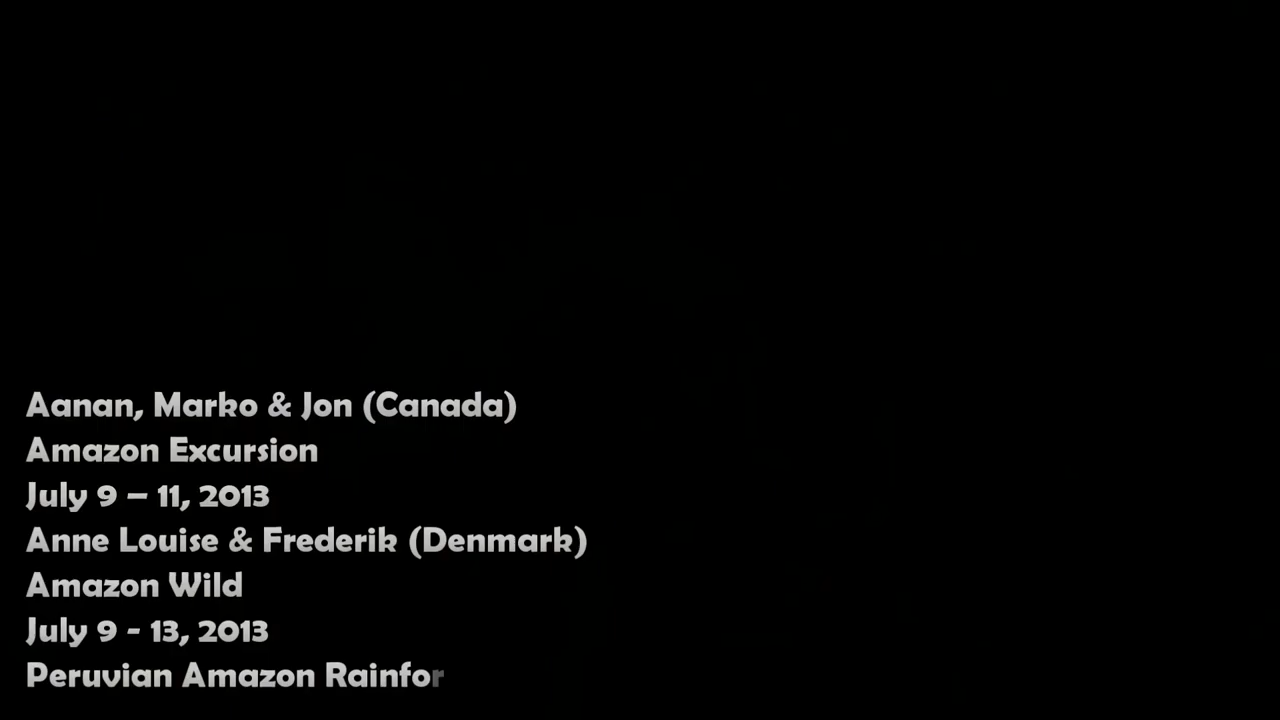 Aanan, Marko & Jon (Canada)
Amazon Excursion
July 9 – 11, 2013
Anne Louise & Frederik (Denmark)
Amazon Wild
July 9 - 13, 2013
Peruvian Amazon Rainfor